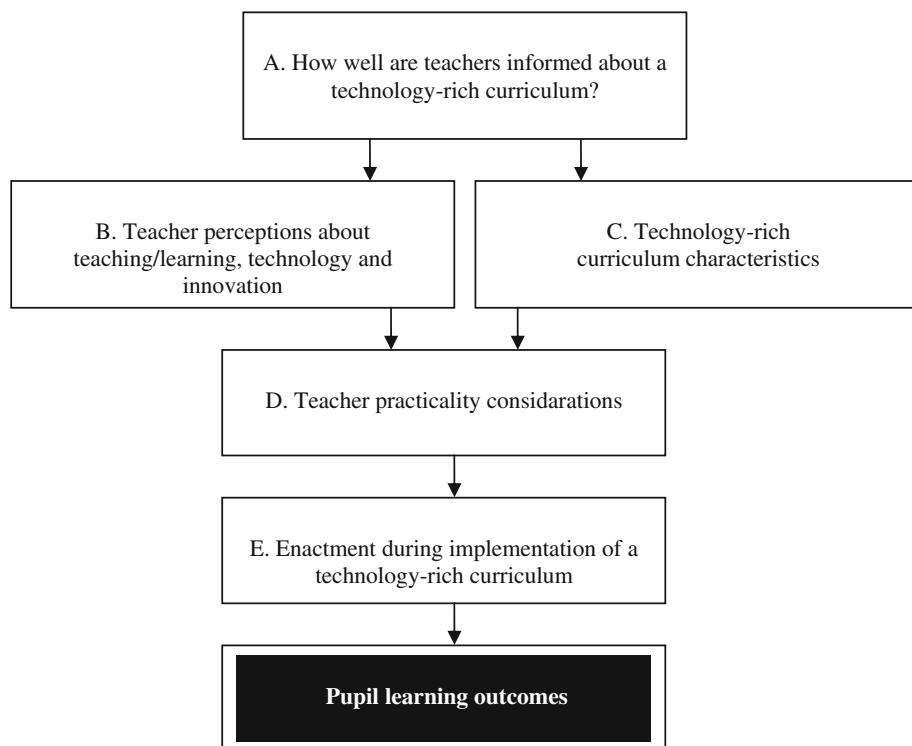 A. How well are teachers informed about a
technology-rich curriculum?
B. Teacher perceptions about
teaching/learning, technology and
innovation
C. Technology-rich
curriculum characteristics
D. Teacher practicality considarations
E. Enactment during implementation of a
technology-rich curriculum
Pupil learning outcomes